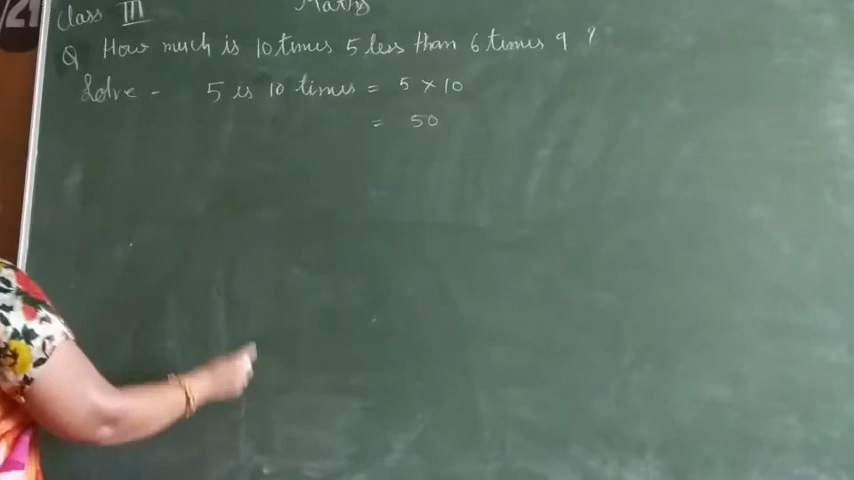 Class III Maths
Q How much is 10 times 5 less than 6 times 9 ?
Solve - 5 is 10 times = 5 × 10
= 50